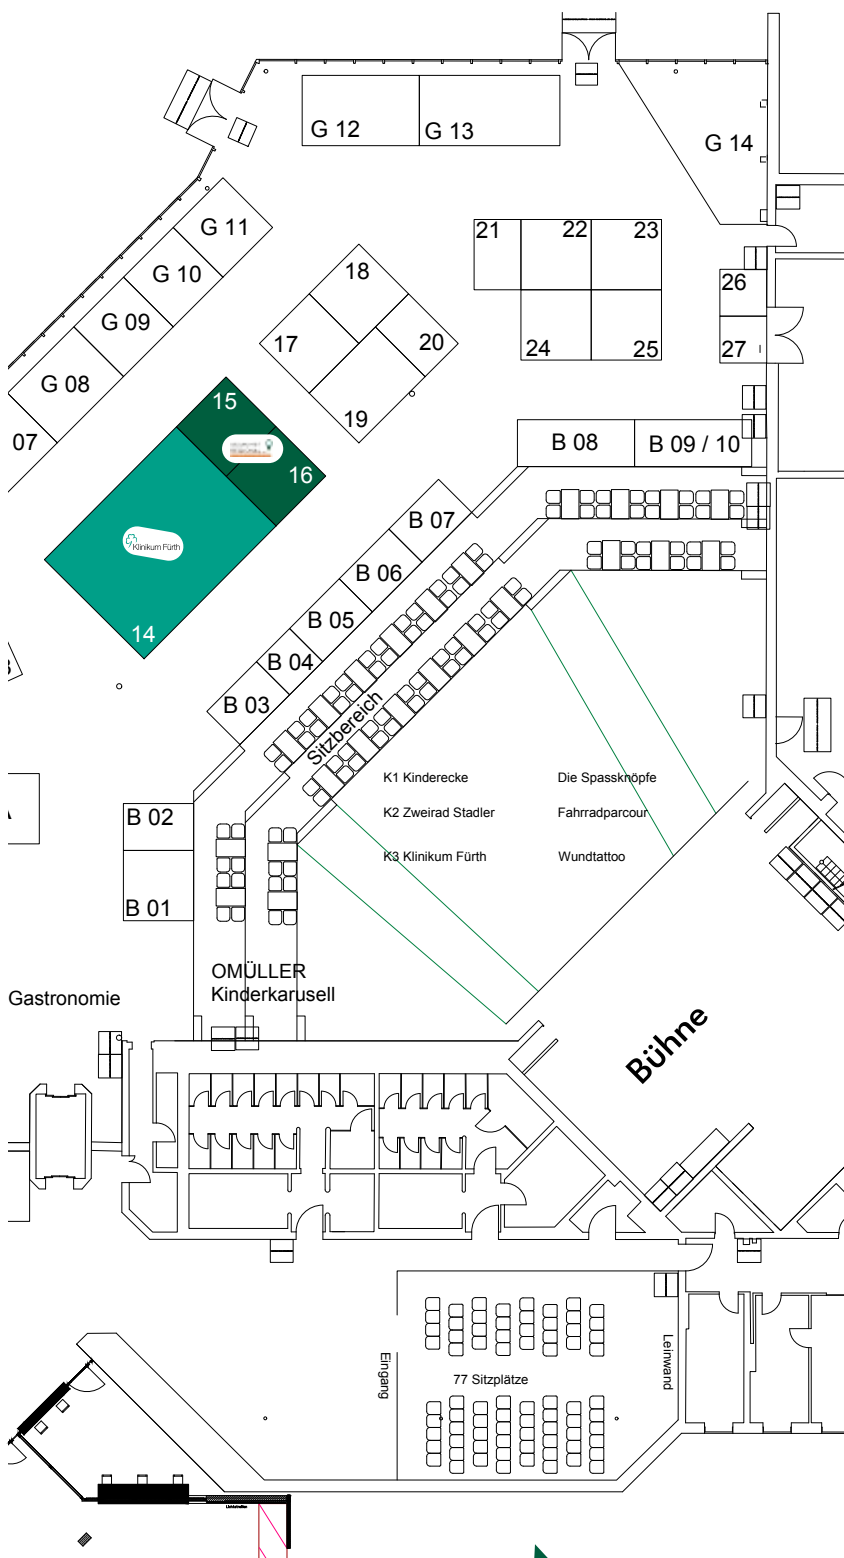 G 12
G 13
G 14
G 11
G 10
G 09
G 08
07
21
22
23
24
25
26
27
18
17
20
19
15
16
Klinikum Fürth
14
B 08
B 09 / 10
B 07
B 06
B 05
B 04
B 03
Sitzbereich
B 02
B 01
K1 Kinderecke Die Spassknöpfe
K2 Zweirad Stadler Fahrradparcour
K3 Klinikum Fürth Wundtattoo
OMÜLLER
Kinderkarusell
Gastronomie
Bühne
Eingang
77 Sitzplätze
Leinwand